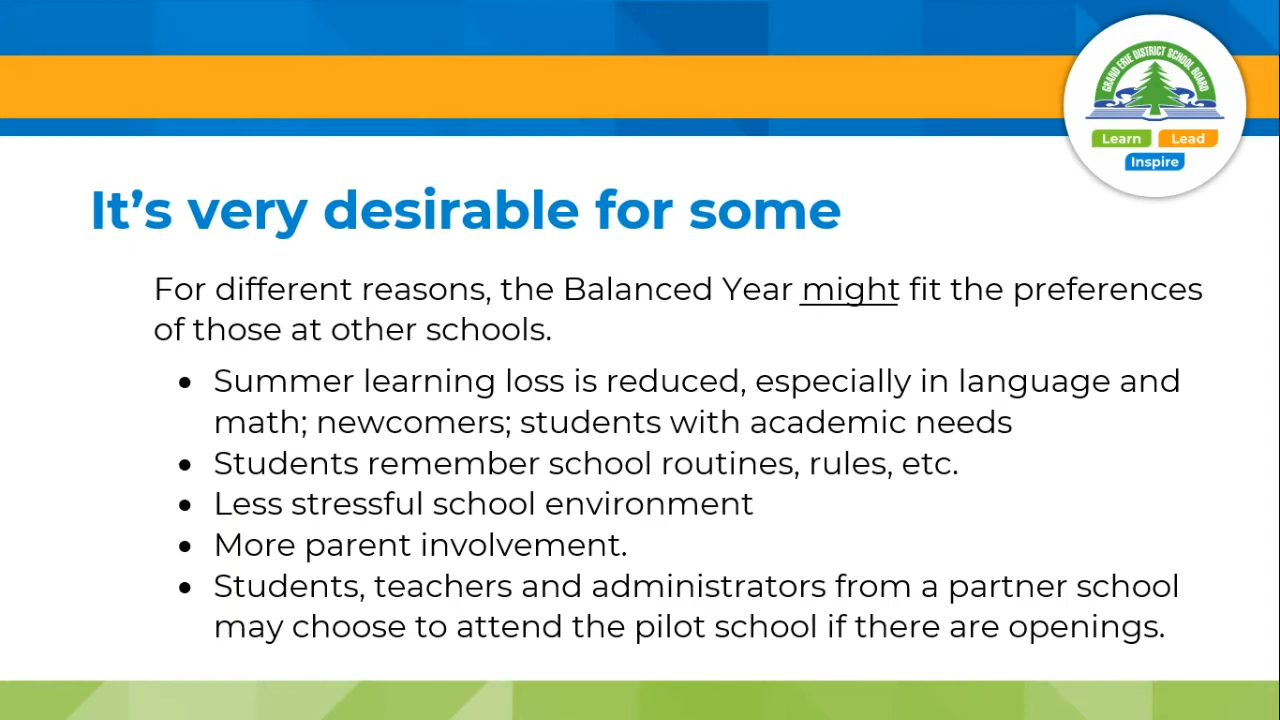 GRAND ERIE DISTRICT SCHOOL BOARD
Learn Lead
Inspire
It's very desirable for some
For different reasons, the Balanced Year might fit the preferences
of those at other schools.
• Summer learning loss is reduced, especially in language and
math; newcomers; students with academic needs
• Students remember school routines, rules, etc.
• Less stressful school environment
• More parent involvement.
• Students, teachers and administrators from a partner school
may choose to attend the pilot school if there are openings.